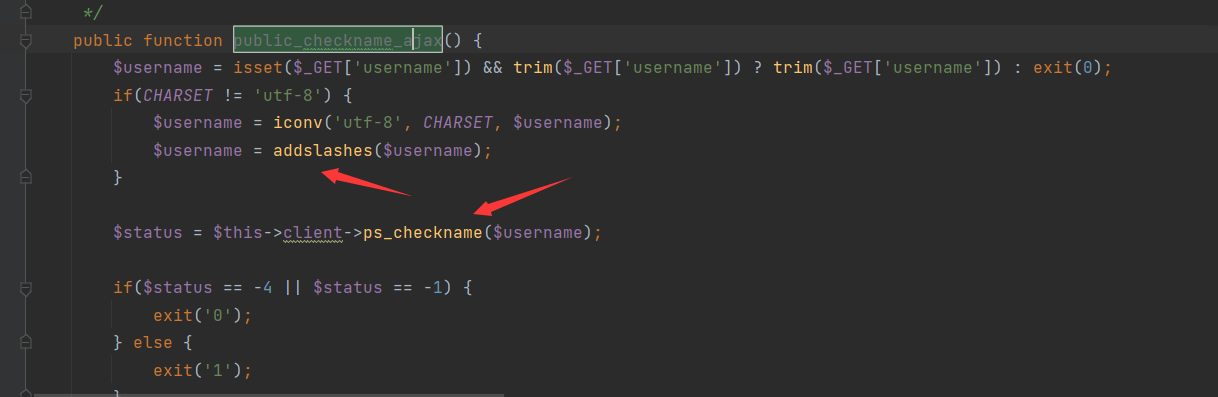 */
public function public_checkname_ajax() {
$username = isset($_GET['username']) && trim($_GET['username']) ? trim($_GET['username']) : exit(0);
if(CHARSET != 'utf-8') {
$username = iconv('utf-8', CHARSET, $username);
$username = addslashes($username);
}
$status = $this->client->ps_checkname($username);
if($status == -4 || $status == -1) {
exit('0');
} else {
exit('1');
}